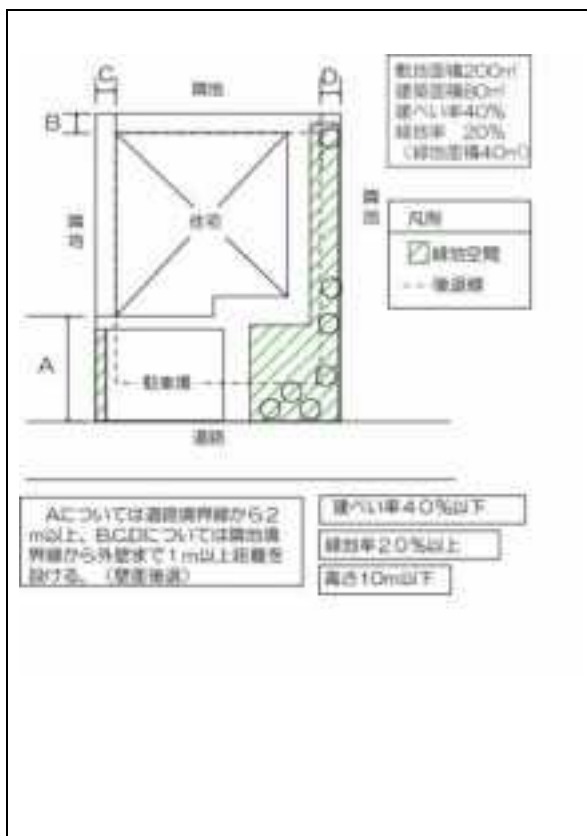 C
D
隣地
B
敷地面積200㎡
建築面積80㎡
建ぺい率40%
緑地率 20%
(緑地面積40㎡)
隣地
住宅
隣地
凡例
緑地空間
後退線
A
駐車場
道路
Aについては道路境界線から2
m以上、B,C,Dについては隣地境
界線から外壁まで1m以上距離を
設ける。(壁面後退)
建ぺい率40%以下
緑地率20%以上
高さ10m以下